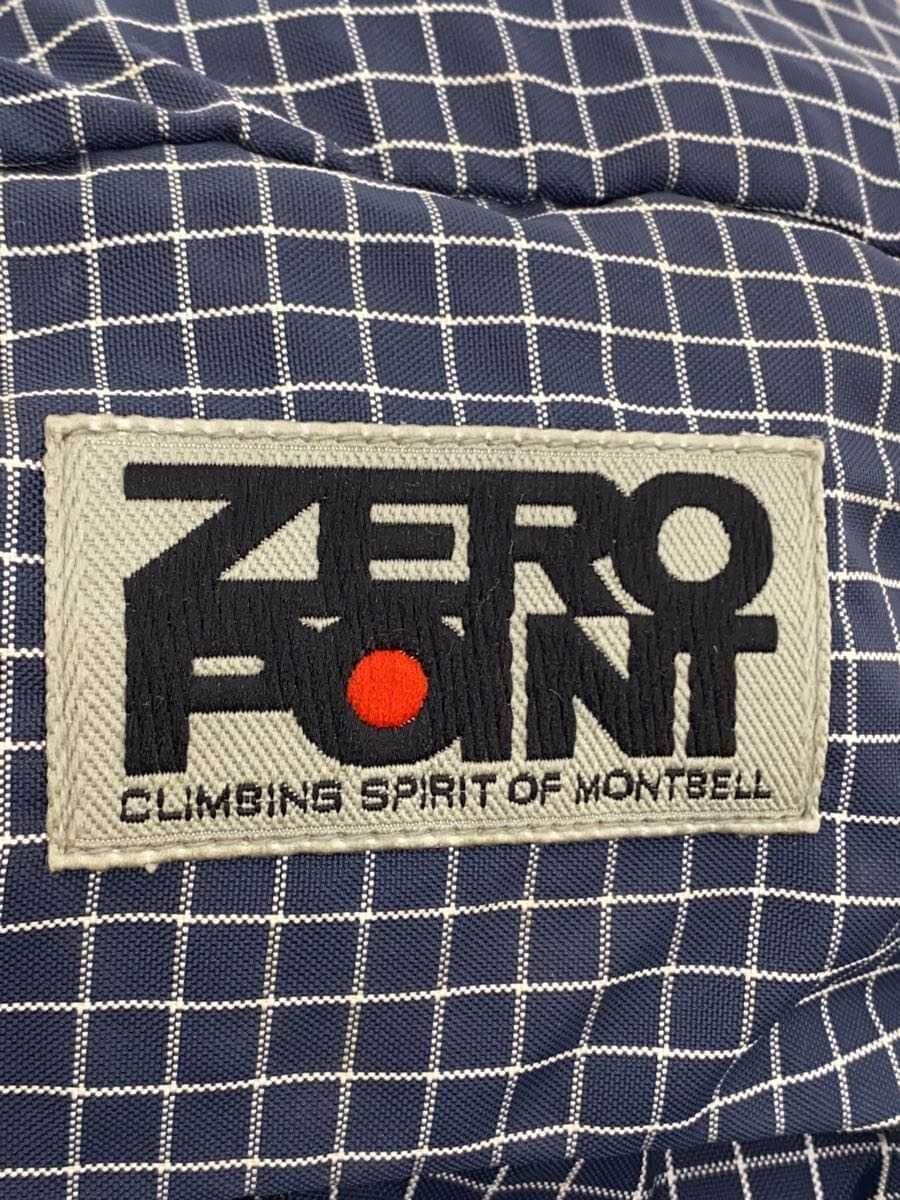 ZERO
POINT
CLIMBING SPIRIT OF MONTBELL